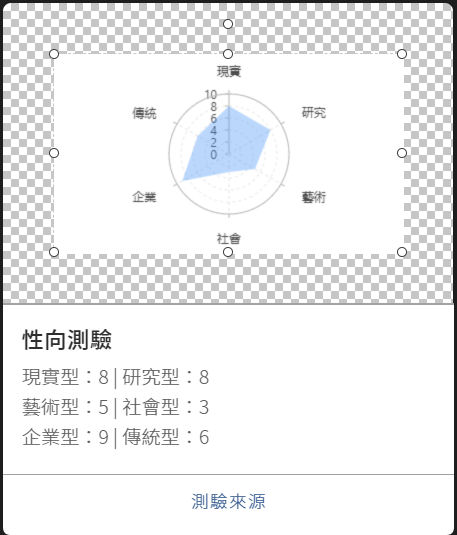 現實
傳統
研究
10
8
6
4
2
0
企業
藝術
社會
性向測驗
現實型：8 | 研究型：8
藝術型：5 | 社會型：3
企業型：9 | 傳統型：6
測驗來源